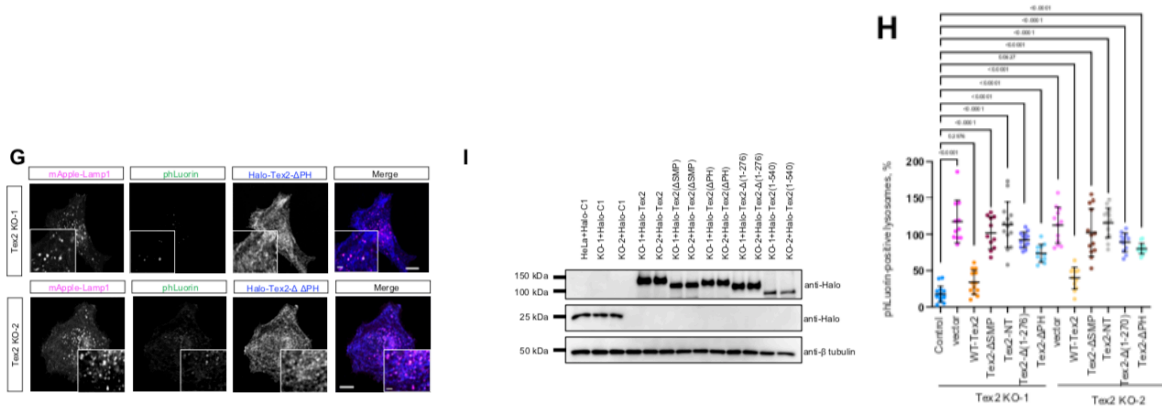 G
mApple-Lamp1
phLuorin
Halo-Tex2-ΔPH
Merge
Tex2 KO-1
mApple-Lamp1
phLuorin
Halo-Tex2-Δ ΔPH
Merge
Tex2 KO-2
I
HeLa+Halo-C1
KO-1+Halo-C1
KO-2+Halo-C1
KO-1+Halo-Tex2
KO-2+Halo-Tex2
KO-1+Halo-Tex2(ΔSMP)
KO-2+Halo-Tex2(ΔSMP)
KO-1+Halo-Tex2(ΔPH)
KO-2+Halo-Tex2(ΔPH)
KO-1+Halo-Tex2-Δ(1-276)
KO-2+Halo-Tex2-Δ(1-276)
KO-1+Halo-Tex2(1-540)
KO-2-Halo-Tex2(1-540)
150 kDa
100 kDa
anti-Halo
25 kDa
anti-Halo
50 kDa
anti-β tubulin
H
phLuorin-positive lysosomes, %
200
150
100
50
0
Control
vector
WT-Tex2
Tex2-ΔSMP
Tex2-NT
Tex2-Δ(1-276)
Tex2-ΔPH
vector
WT-Tex2
Tex2-ΔSMP
Tex2-NT
Tex2-Δ(1-270)
Tex2-ΔPH
Tex2 KO-1
Tex2 KO-2